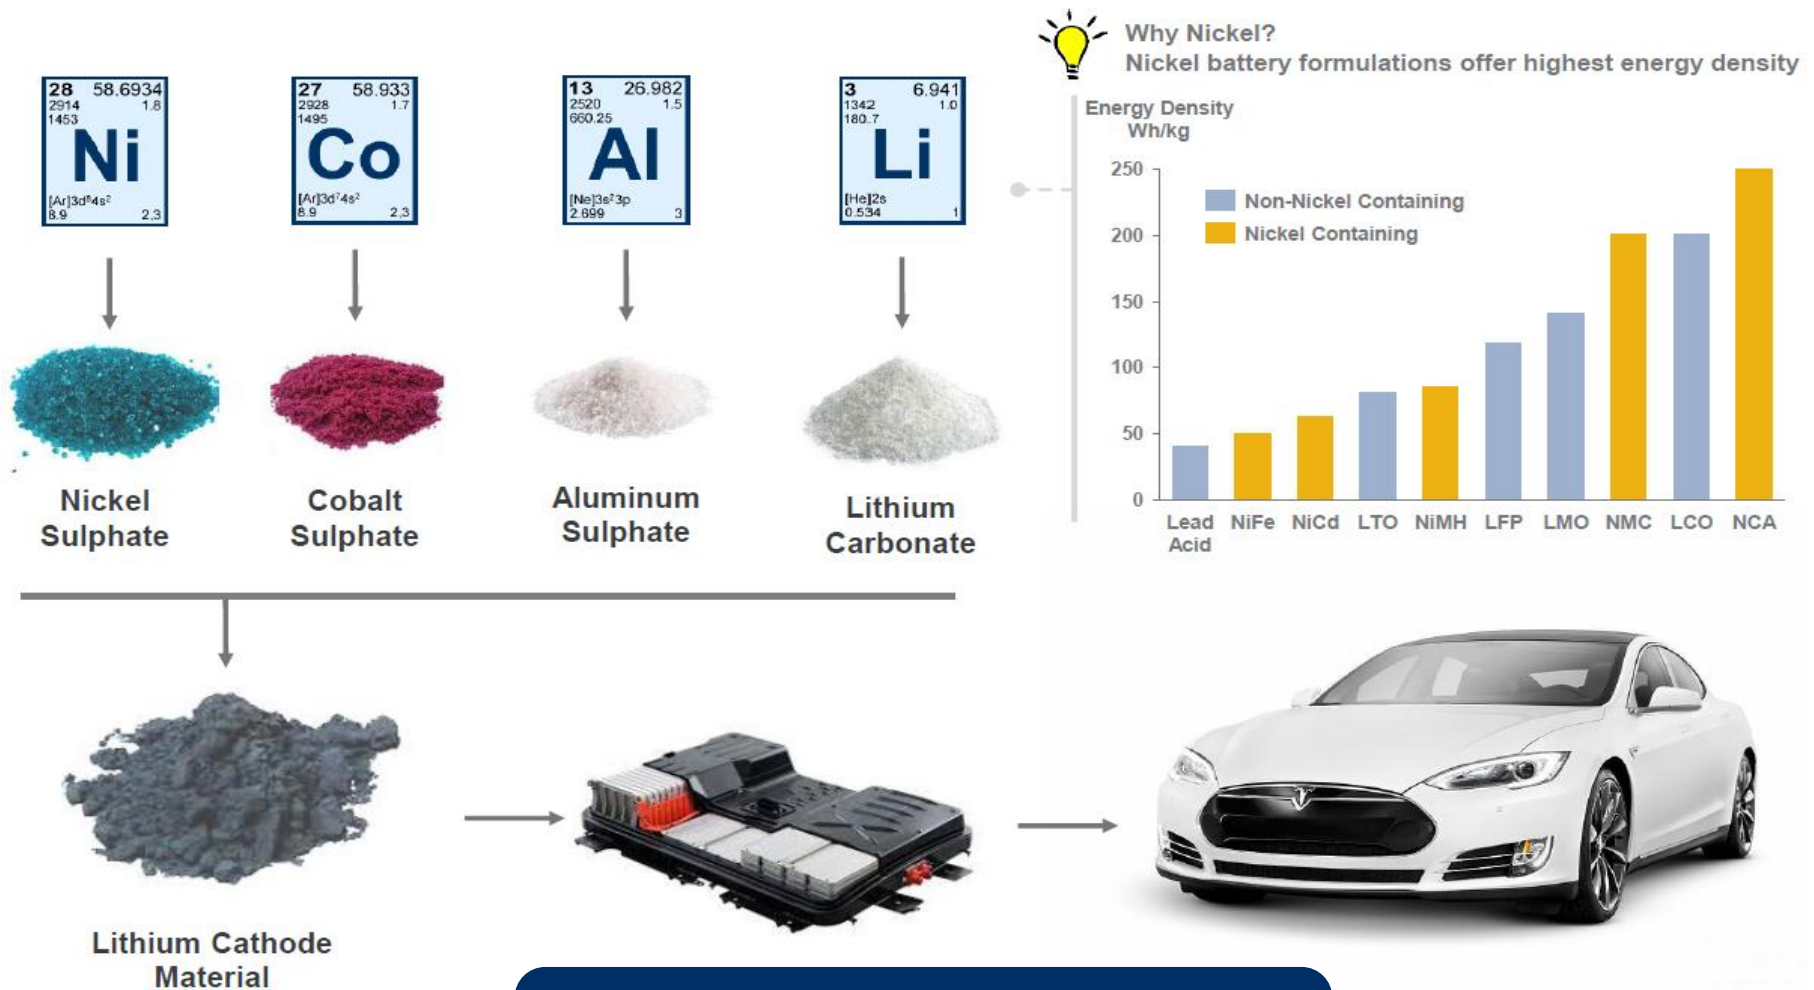 Why Nickel?
Nickel battery formulations offer highest energy density
28 58.6934
2914 1.8
1453
Ni
[Ar]3d⁸4s²
8.9 2,3
27 58.933
2928 1.7
1495
Co
[Ar]3d⁷4s²
8.9 2,3
13 26.982
2520 1.5
660.25
Al
[Ne]3s²3p
2.699 3
3 6.941
1342 1.0
180.7
Li
[He]2s
0.534 1
Nickel
Sulphate
Cobalt
Sulphate
Aluminum
Sulphate
Lithium
Carbonate
Energy Density
Wh/kg
250
200
150
100
50
0
Non-Nickel Containing
Nickel Containing
Lead
Acid
NiFe
NiCd
LTO
NiMH
LFP
LMO
NMC
LCO
NCA
Lithium Cathode
Material